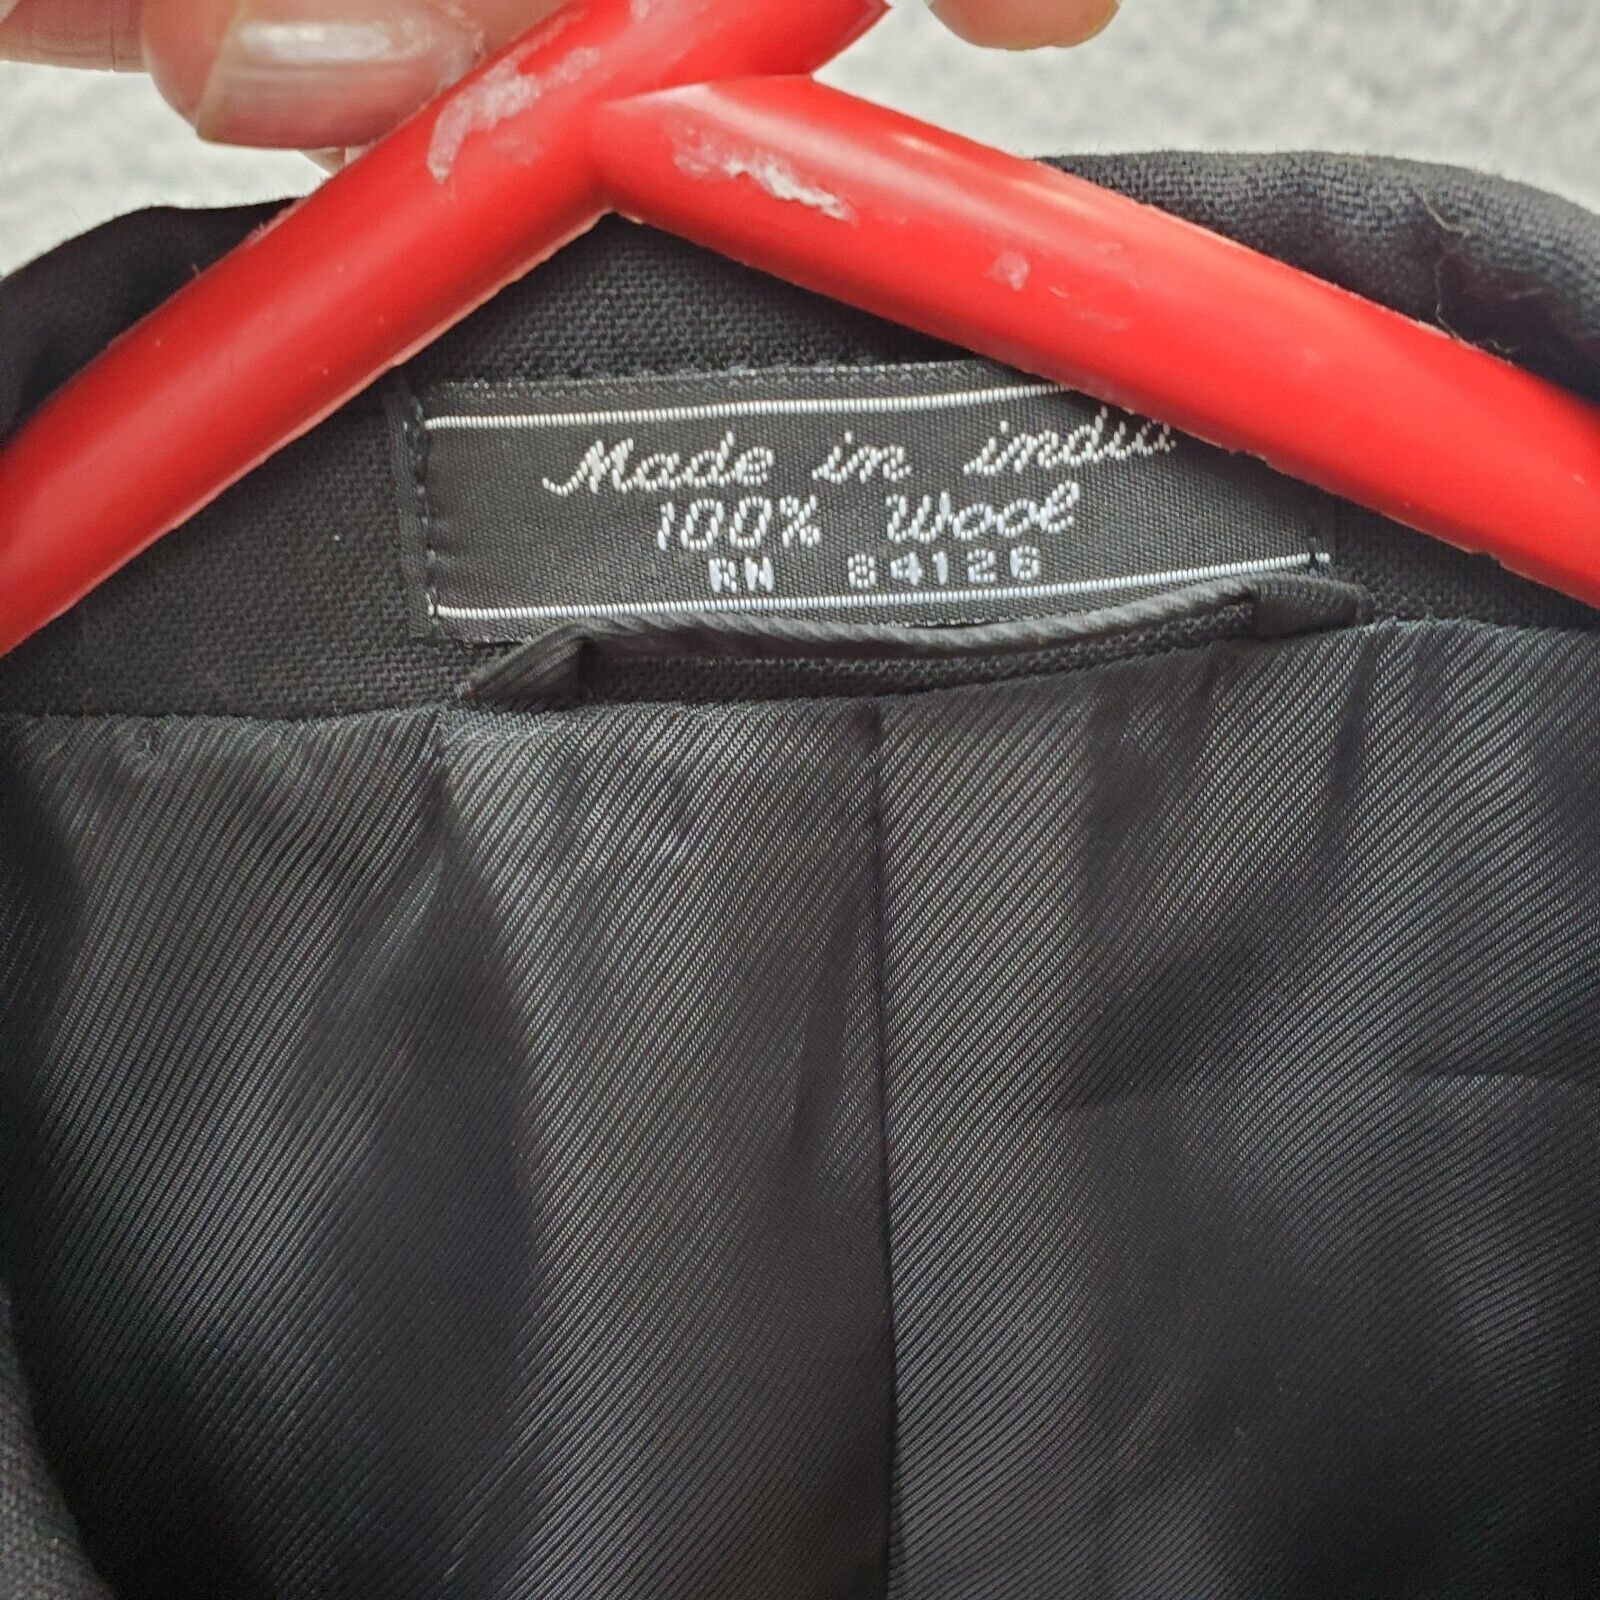 Made in india
100% Wool
RN 84126